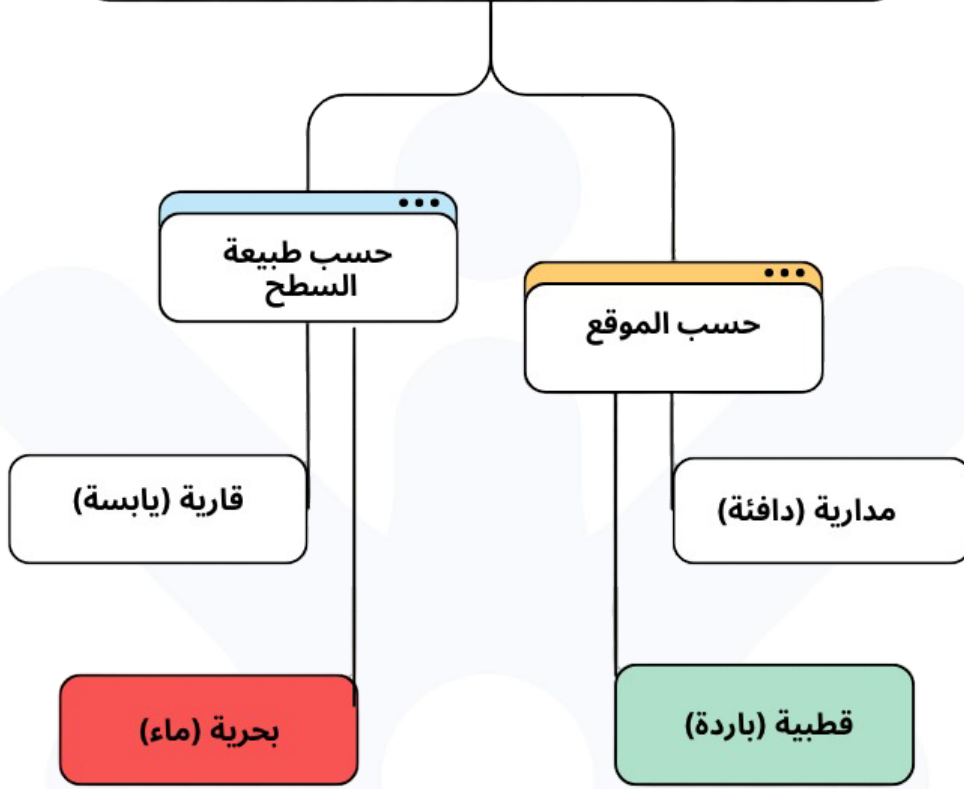 حسب طبيعة
السطح
حسب الموقع
قارية (يابسة)
مدارية (دافئة)
بحرية (ماء)
قطبية (باردة)